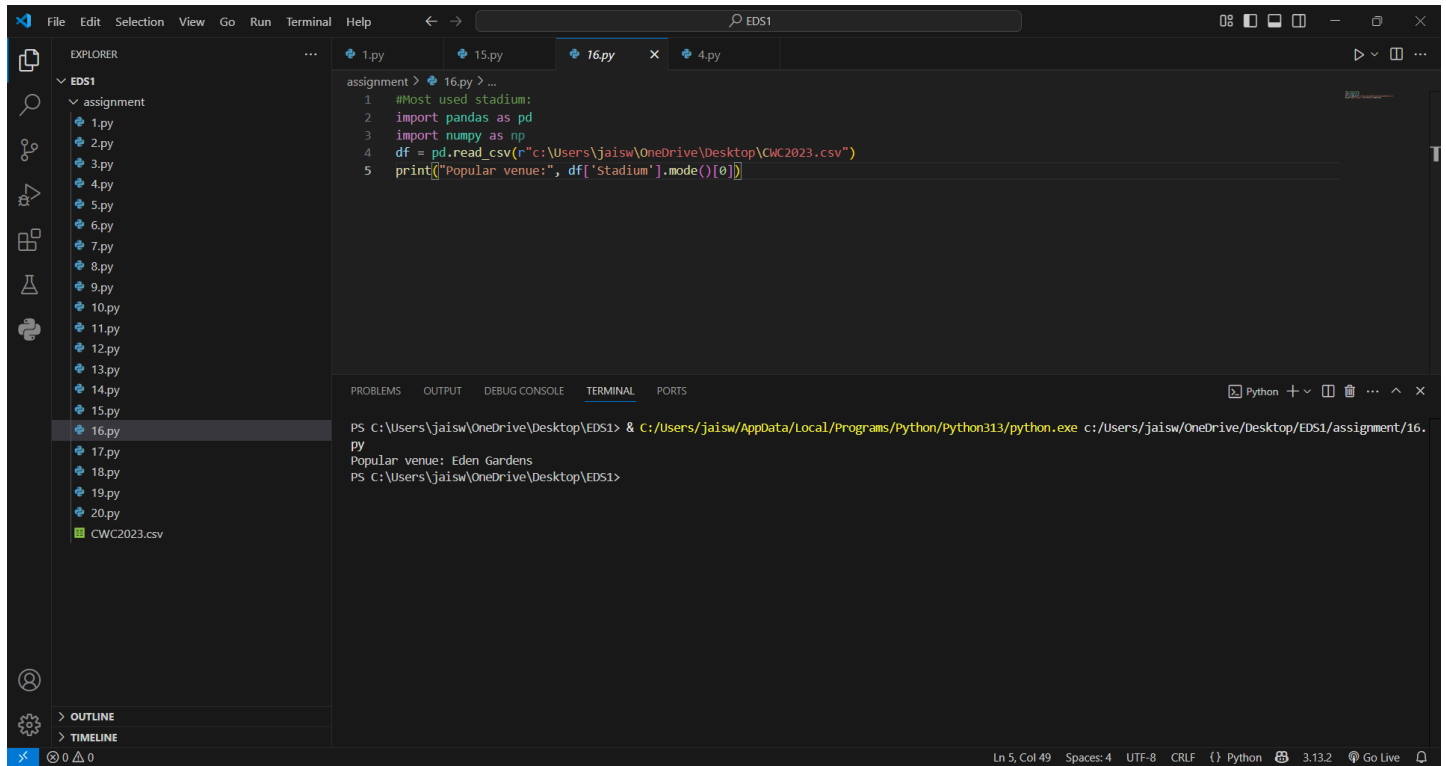 File Edit Selection View Go Run Terminal Help
EDS1
EXPLORER
EDS1
assignment
1.py
2.py
3.py
4.py
5.py
6.py
7.py
8.py
9.py
10.py
11.py
12.py
13.py
14.py
15.py
16.py
17.py
18.py
19.py
20.py
CWC2023.csv
OUTLINE
TIMELINE
1.py 15.py 16.py 4.py
assignment > 16.py > ...
1 #Most used stadium:
2 import pandas as pd
3 import numpy as np
4 df = pd.read_csv(r"c:\Users\jaisw\OneDrive\Desktop\CWC2023.csv")
5 print("Popular venue:", df['Stadium'].mode()[0])
PROBLEMS OUTPUT DEBUG CONSOLE TERMINAL PORTS
Python
PS C:\Users\jaisw\OneDrive\Desktop\EDS1> & C:/Users/jaisw/AppData/Local/Programs/Python/Python313/python.exe c:/Users/jaisw/OneDrive/Desktop/EDS1/assignment/16.
py
Popular venue: Eden Gardens
PS C:\Users\jaisw\OneDrive\Desktop\EDS1>
0 0 Ln 5, Col 49 Spaces: 4 UTF-8 CRLF {} Python 3.13.2 Go Live